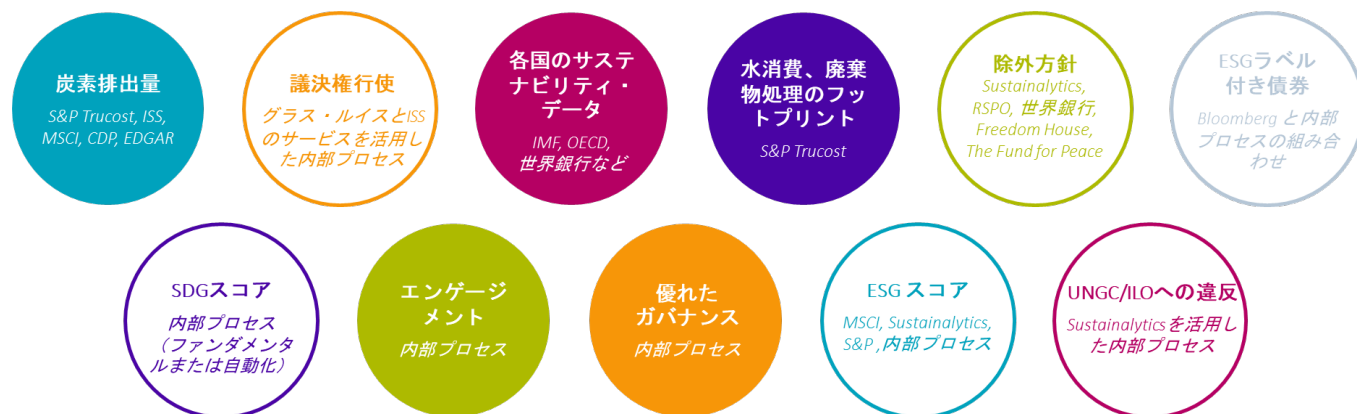 炭素排出量
S&P Trucost, ISS,
MSCI, CDP, EDGAR
議決権行使
グラス・ルイスとISS
のサービスを活用し
た内部プロセス
各国のサステ
ナビリティ・
データ
IMF, OECD,
世界銀行など
水消費、廃棄
物処理のフッ
トプリント
S&P Trucost
除外方針
Sustainalytics,
RSPO, 世界銀行,
Freedom House,
The Fund for Peace
ESGラベル
付き債券
Bloomberg と内部
プロセスの組み合
わせ
SDGスコア
内部プロセス
（ファンダメンタ
ルまたは自動化）
エンゲージ
メント
内部プロセス
優れた
ガバナンス
内部プロセス
ESG スコア
MSCI, Sustainalytics,
S&P ,内部プロセス
UNGC/ILOへの違反
Sustainalyticsを活用し
た内部プロセス